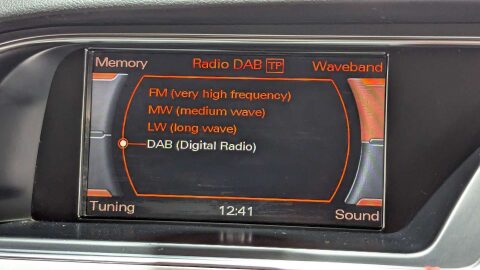 Memory
Radio DAB TP
Waveband
FM (very high frequency)
MW (medium wave)
LW (long wave)
DAB (Digital Radio)
Tuning
12:41
Sound